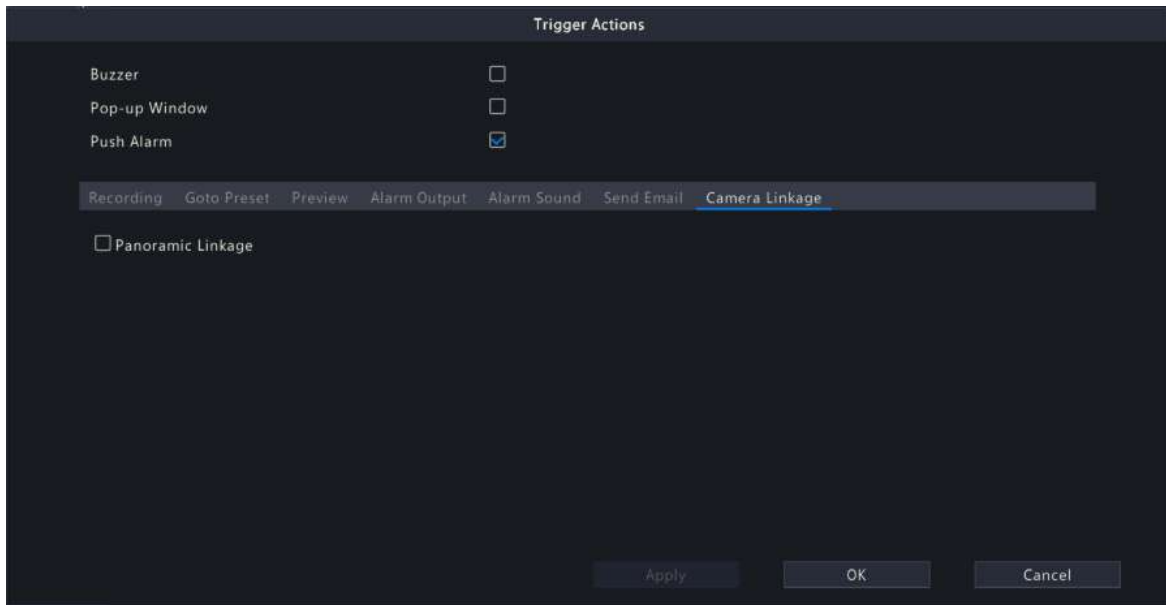 Trigger Actions
Buzzer
Pop-up Window
Push Alarm
Recording Goto Preset Preview Alarm Output Alarm Sound Send Email Camera Linkage
Panoramic Linkage
Apply OK Cancel